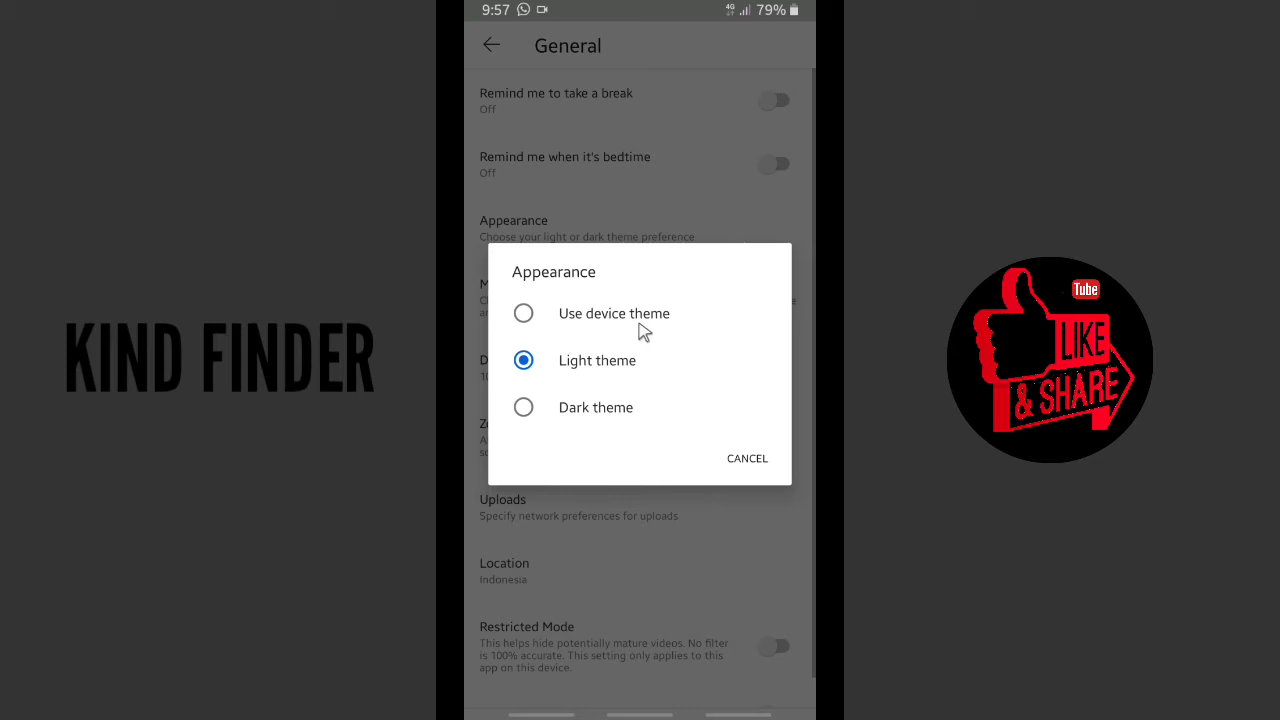 9:57
4G
79%
General
Remind me to take a break
Off
Remind me when it's bedtime
Off
Appearance
Choose your light or dark theme preference
Appearance
Use device theme
Light theme
Dark theme
CANCEL
Uploads
Specify network preferences for uploads
Location
Indonesia
Restricted Mode
This helps hide potentially mature videos. No filter
is 100% accurate. This setting only applies to this
app on this device.
KIND FINDER
Tube
LIKE
& SHARE